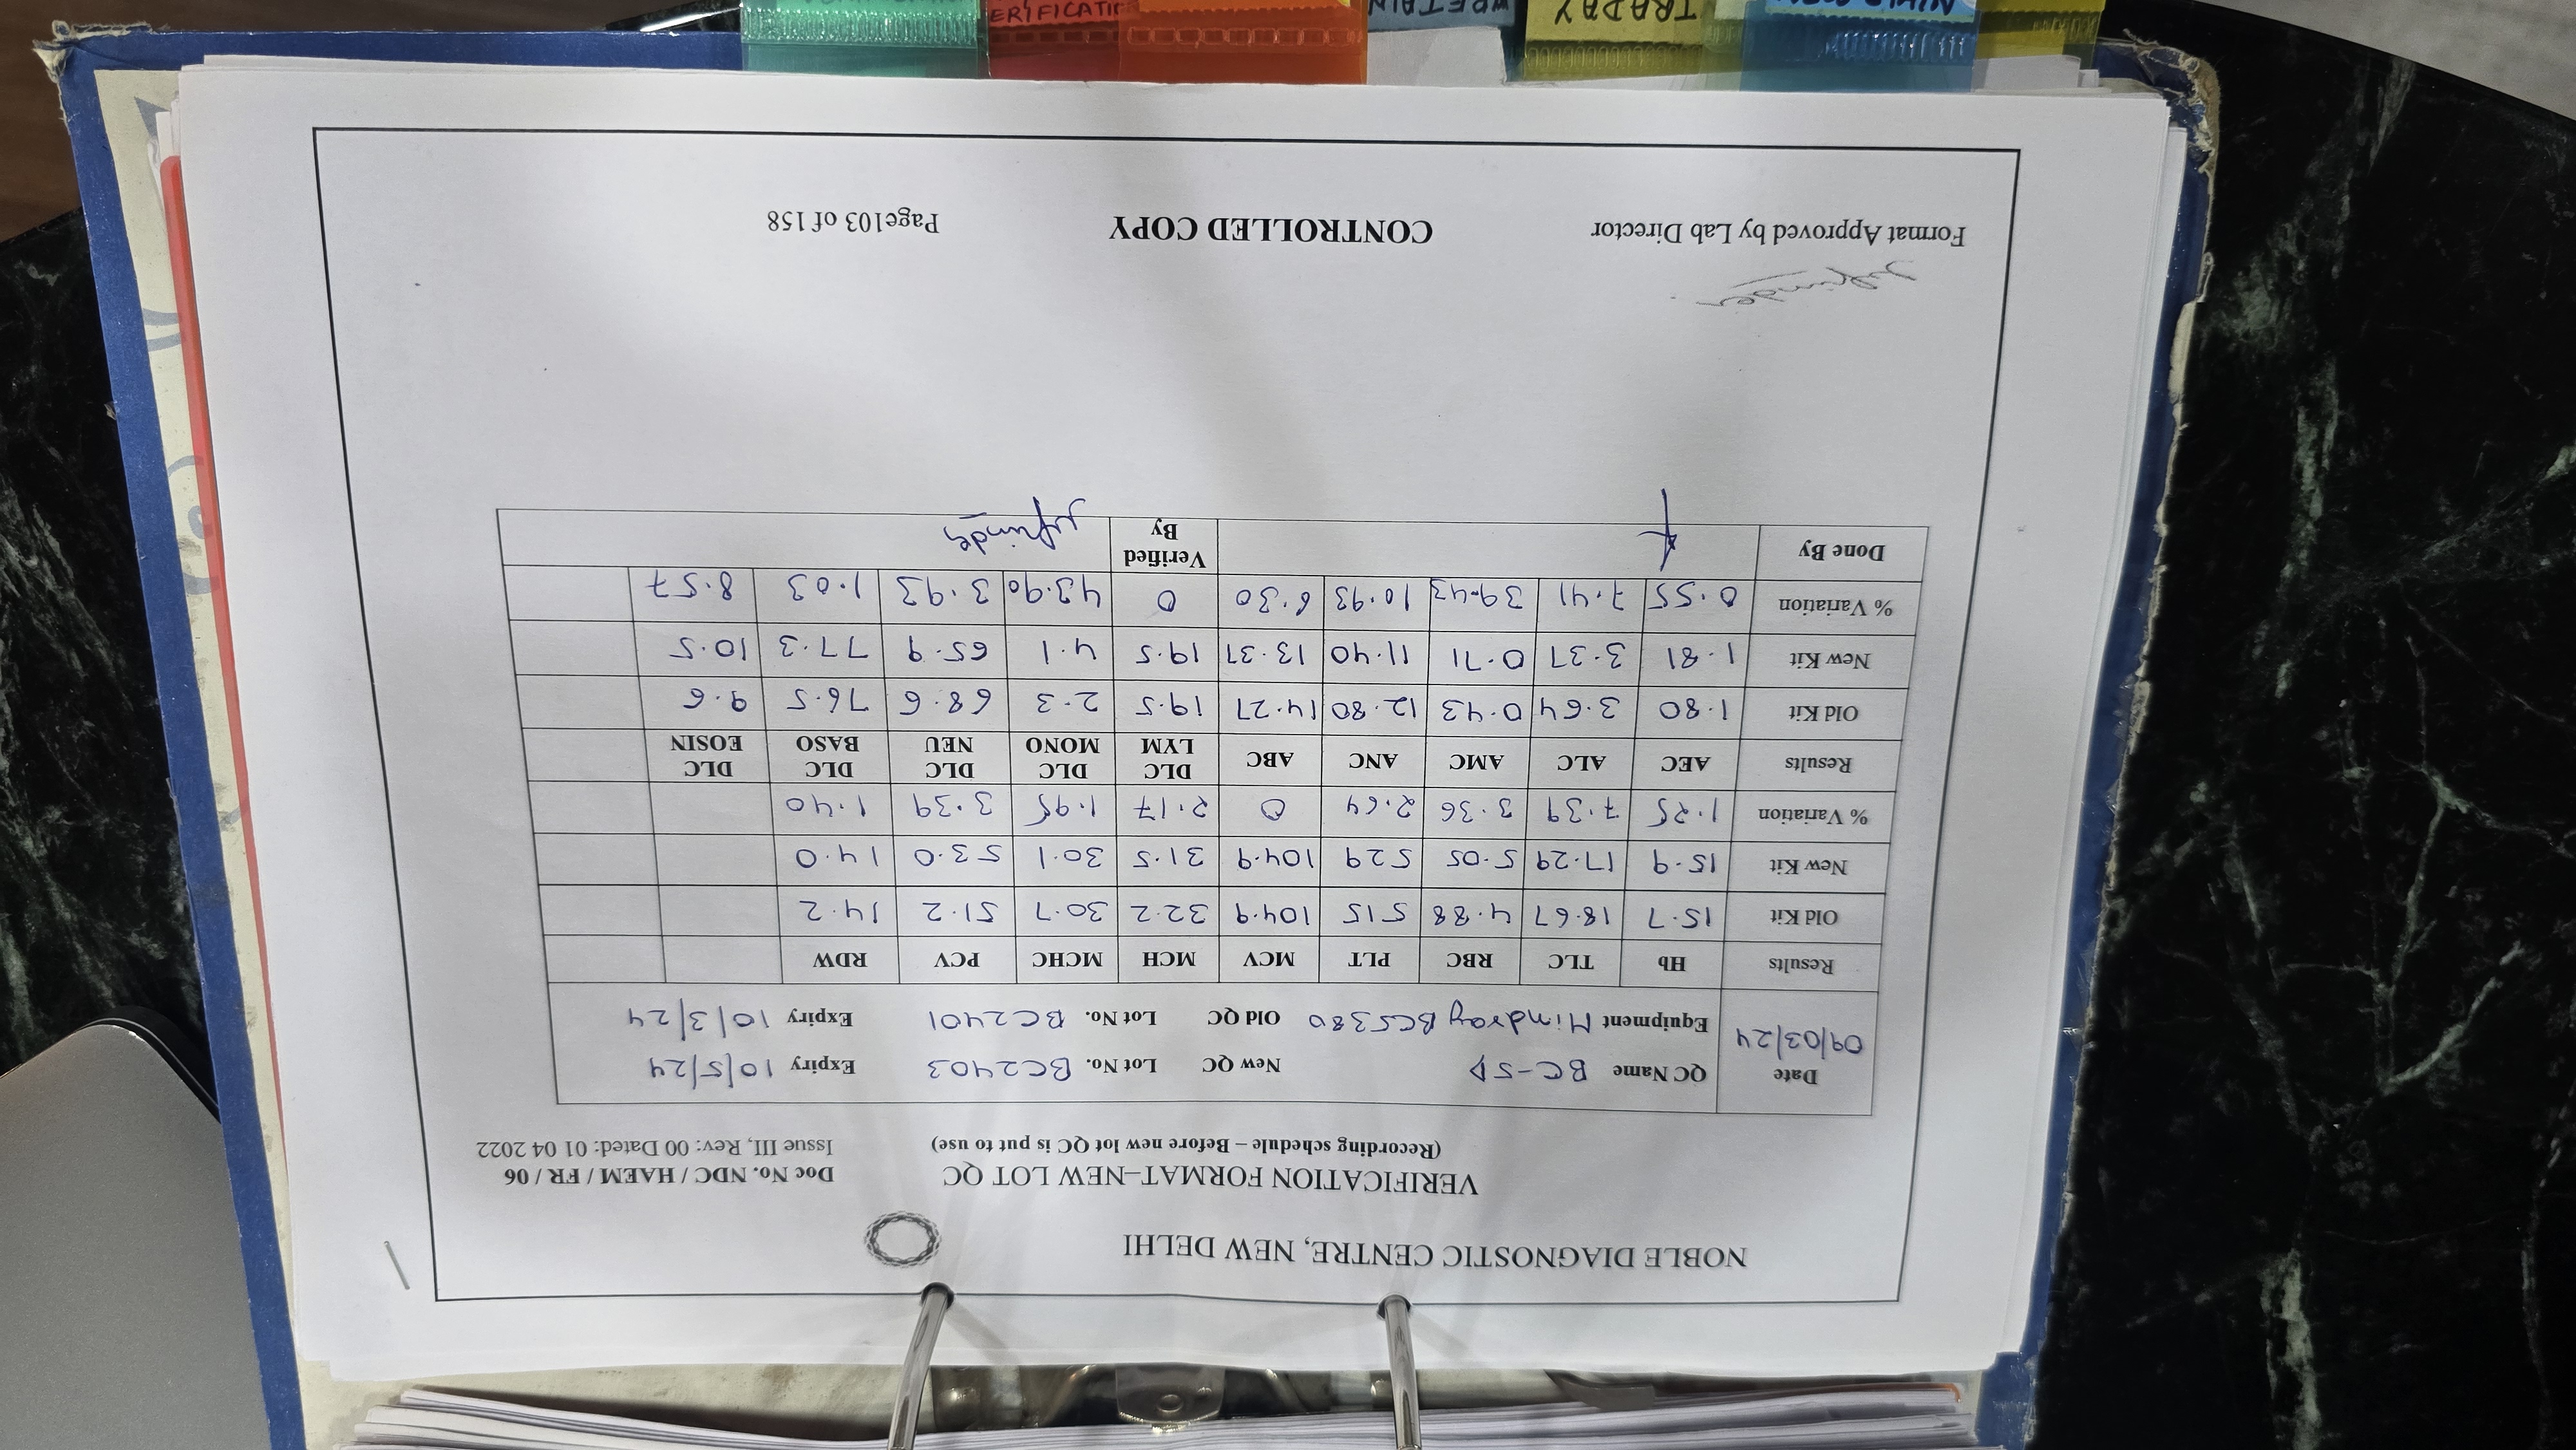 NOBLE DIAGNOSTIC CENTRE, NEW DELHI
Doc No. NDC / HAEM / FR / 06
VERIFICATION FORMAT–NEW LOT QC
Issue III, Rev: 00 Dated: 01 04 2022
(Recording schedule – Before new lot QC is put to use)
Date QC Name BC-5D New QC Lot No. BC2403 Expiry 10/5/24
09/03/24 Equipment Mindray BC5380 Old QC Lot No. BC2401 Expiry 10/3/24
Results Hb TLC RBC PLT MCV MCH MCHC PCV RDW
Old Kit 15.7 18.67 4.88 515 104.9 32.2 30.7 51.2 14.2
New Kit 15.9 17.29 5.05 529 104.9 31.5 30.1 53.0 14.0
% Variation 1.25 7.39 3.36 2.64 0 2.17 1.95 3.39 1.40
Results AEC ALC AMC ANC ABC DLC LYM DLC MONO DLC NEU DLC BASO DLC EOSIN
Old Kit 1.80 3.64 0.43 12.80 14.27 19.5 2.3 68.6 76.5 9.6
New Kit 1.81 3.37 0.71 11.40 13.37 19.5 4.1 65.9 77.3 10.5
% Variation 0.55 7.41 39.43 10.93 6.30 0 43.90 3.93 1.03 8.57
Done By Verified By
Format Approved by Lab Director CONTROLLED COPY Page103 of 158
TRADAY